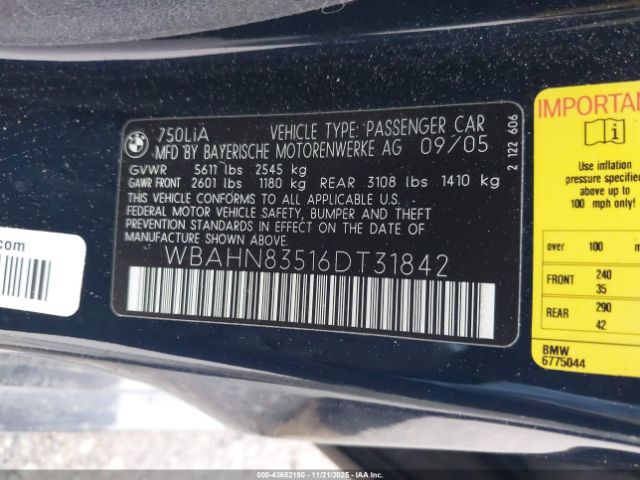 750LiA VEHICLE TYPE: PASSENGER CAR
MFD BY BAYERISCHE MOTORENWERKE AG 09/05
GVWR 5611 lbs 2545 kg
GAWR FRONT 2601 lbs 1180 kg REAR 3108 lbs 1410 kg
THIS VEHICLE CONFORMS TO ALL APPLICABLE U.S.
FEDERAL MOTOR VEHICLE SAFETY, BUMPER AND THEFT
PREVENTION STANDARDS IN EFFECT ON THE DATE OF
MANUFACTURE SHOWN ABOVE.
WBAHN83516DT31842
2 122 606
s.com
IMPORTAN
Use inflation
pressure specified
above up to
100 mph only!
over 100 m
FRONT 240
35
REAR 290
42
BMW
6775044
000-43652190 - 11/21/2025 - IAAI.COM